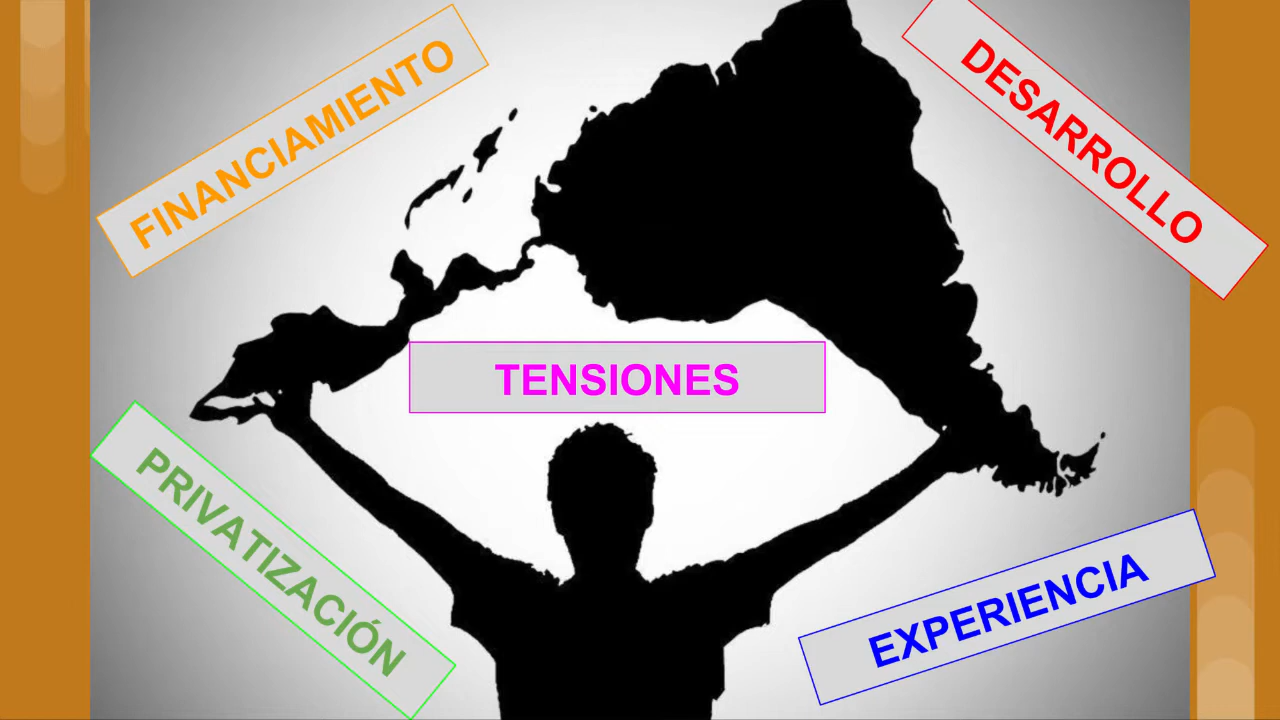 FINANCIAMIENTO
DESARROLLO
TENSIONES
PRIVATIZACIÓN
EXPERIENCIA